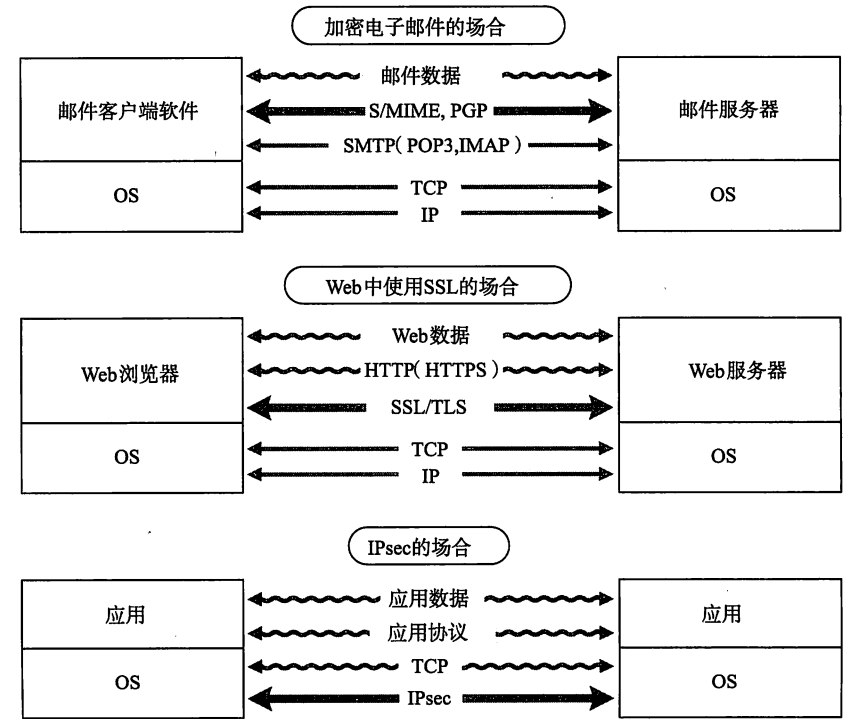 加密电子邮件的场合
邮件数据
邮件客户端软件
S/MIME, PGP
邮件服务器
SMTP( POP3,IMAP )
OS
TCP
OS
IP
Web中使用SSL的场合
Web数据
Web浏览器
HTTP( HTTPS )
Web服务器
SSL/TLS
OS
TCP
OS
IP
IPsec的场合
应用数据
应用
应用
应用协议
TCP
OS
OS
IPsec